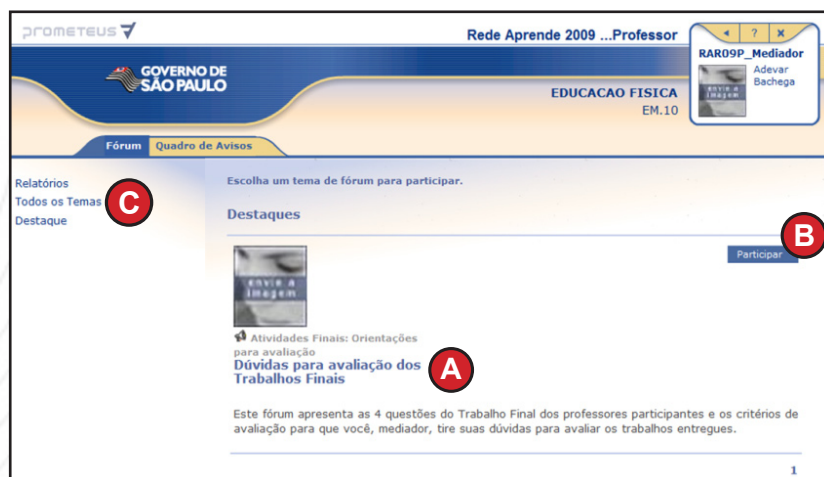 prometeus
Rede Aprende 2009 ...Professor
?
x
RAR09P_Mediador
Adevar
Bachega
envie a
imagem
GOVERNO DE
SÃO PAULO
EDUCACAO FISICA
EM.10
Fórum
Quadro de Avisos
Relatórios
Todos os Temas
Destaque
C
Escolha um tema de fórum para participar.
Destaques
B
Participar
envie a
imagem
Atividades Finais: Orientações
para avaliação
Dúvidas para avaliação dos
Trabalhos Finais
A
Este fórum apresenta as 4 questões do Trabalho Final dos professores participantes e os critérios de
avaliação para que você, mediador, tire suas dúvidas para avaliar os trabalhos entregues.
1